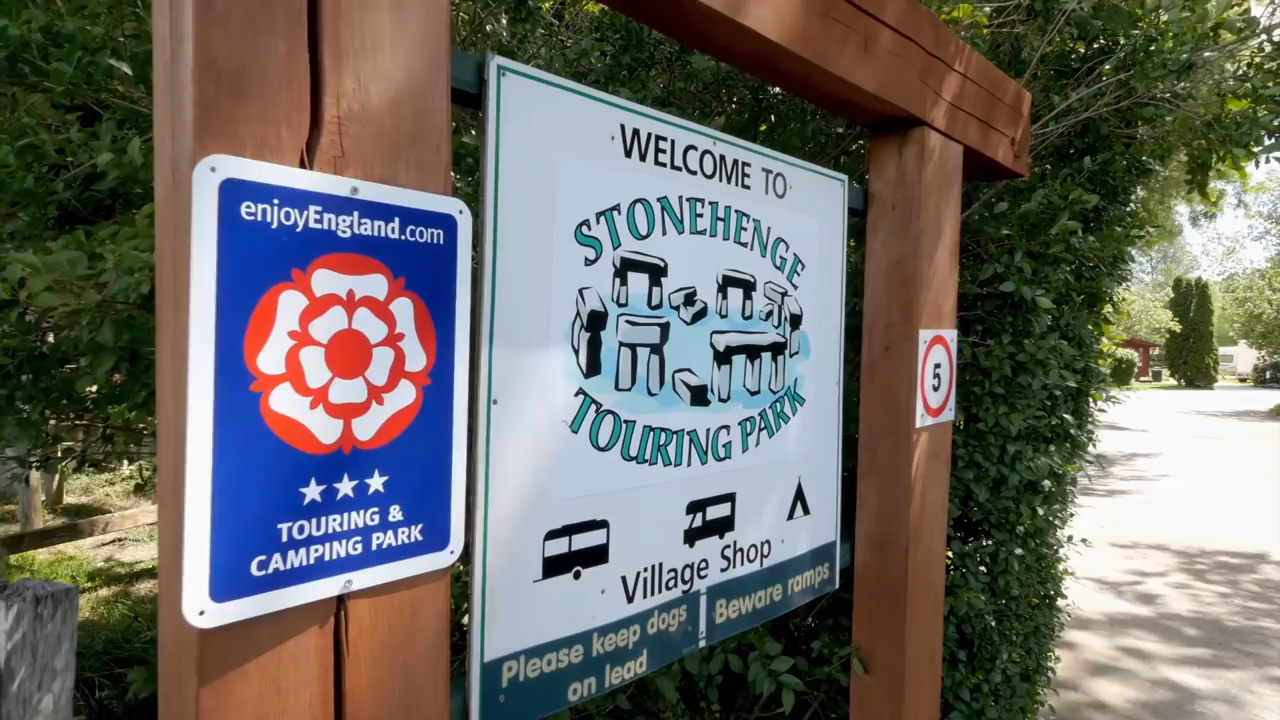 enjoyEngland.com
TOURING &
CAMPING PARK
WELCOME TO
STONEHENGE
TOURING PARK
Village Shop
Please keep dogs
on lead
Beware ramps
5